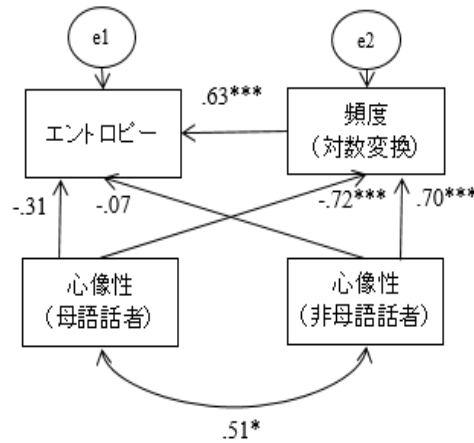 e1
e2
.63***
エントロピー
頻度
(対数変換)
-.31
-.07
-.72***
.70***
心像性
(母語話者)
心像性
(非母語話者)
.51*